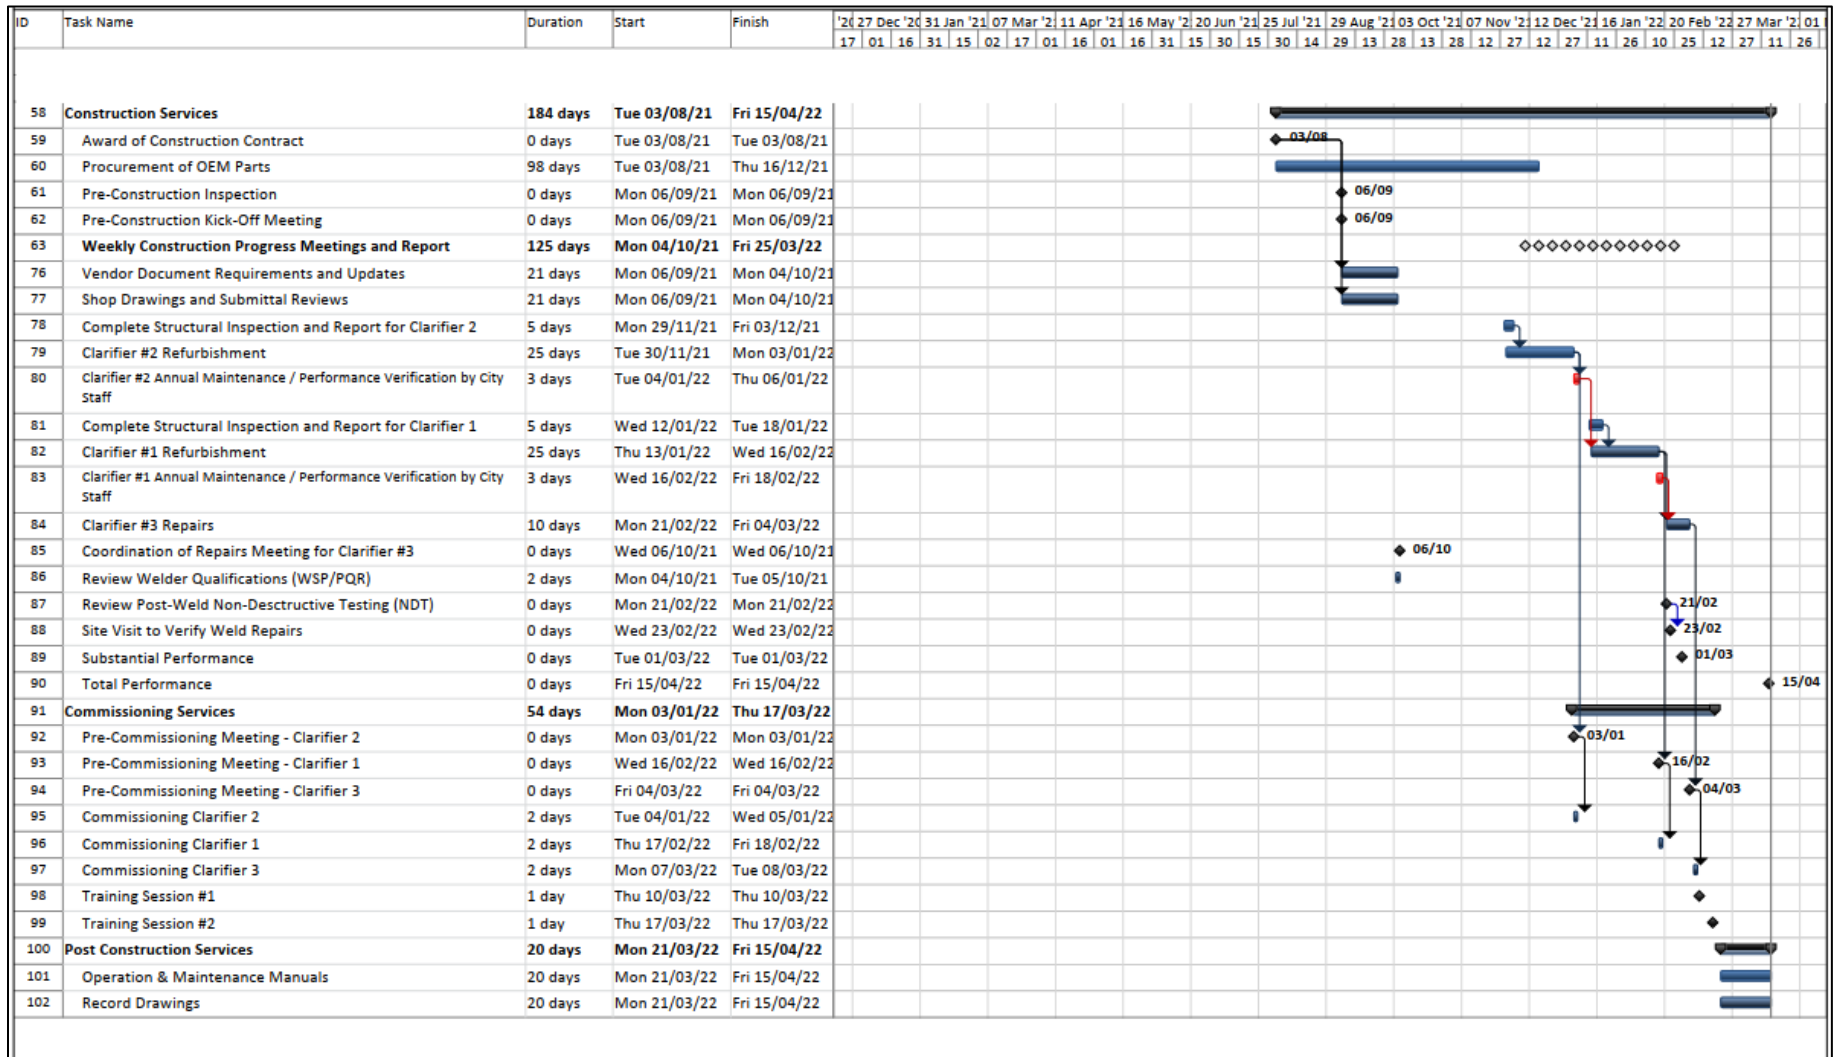 ID Task Name Duration Start Finish '20 27 Dec '20 31 Jan '21 07 Mar '21 11 Apr '21 16 May '21 20 Jun '21 25 Jul '21 29 Aug '21 03 Oct '21 07 Nov '21 12 Dec '21 16 Jan '22 20 Feb '22 27 Mar '22 01
17 01 16 31 15 02 17 01 16 01 16 31 15 30 15 30 14 29 13 28 13 28 12 27 12 27 11 26 10 25 12 27 11 26
58 Construction Services 184 days Tue 03/08/21 Fri 15/04/22
59 Award of Construction Contract 0 days Tue 03/08/21 Tue 03/08/21 03/08
60 Procurement of OEM Parts 98 days Tue 03/08/21 Thu 16/12/21
61 Pre-Construction Inspection 0 days Mon 06/09/21 Mon 06/09/21 06/09
62 Pre-Construction Kick-Off Meeting 0 days Mon 06/09/21 Mon 06/09/21 06/09
63 Weekly Construction Progress Meetings and Report 125 days Mon 04/10/21 Fri 25/03/22
76 Vendor Document Requirements and Updates 21 days Mon 06/09/21 Mon 04/10/21
77 Shop Drawings and Submittal Reviews 21 days Mon 06/09/21 Mon 04/10/21
78 Complete Structural Inspection and Report for Clarifier 2 5 days Mon 29/11/21 Fri 03/12/21
79 Clarifier #2 Refurbishment 25 days Tue 30/11/21 Mon 03/01/22
80 Clarifier #2 Annual Maintenance / Performance Verification by City 3 days Tue 04/01/22 Thu 06/01/22
Staff
81 Complete Structural Inspection and Report for Clarifier 1 5 days Wed 12/01/22 Tue 18/01/22
82 Clarifier #1 Refurbishment 25 days Thu 13/01/22 Wed 16/02/22
83 Clarifier #1 Annual Maintenance / Performance Verification by City 3 days Wed 16/02/22 Fri 18/02/22
Staff
84 Clarifier #3 Repairs 10 days Mon 21/02/22 Fri 04/03/22
85 Coordination of Repairs Meeting for Clarifier #3 0 days Wed 06/10/21 Wed 06/10/21 06/10
86 Review Welder Qualifications (WSP/PQR) 2 days Mon 04/10/21 Tue 05/10/21
87 Review Post-Weld Non-Desctructive Testing (NDT) 0 days Mon 21/02/22 Mon 21/02/22 21/02
88 Site Visit to Verify Weld Repairs 0 days Wed 23/02/22 Wed 23/02/22 23/02
89 Substantial Performance 0 days Tue 01/03/22 Tue 01/03/22 01/03
90 Total Performance 0 days Fri 15/04/22 Fri 15/04/22 15/04
91 Commissioning Services 54 days Mon 03/01/22 Thu 17/03/22
92 Pre-Commissioning Meeting - Clarifier 2 0 days Mon 03/01/22 Mon 03/01/22 03/01
93 Pre-Commissioning Meeting - Clarifier 1 0 days Wed 16/02/22 Wed 16/02/22 16/02
94 Pre-Commissioning Meeting - Clarifier 3 0 days Fri 04/03/22 Fri 04/03/22 04/03
95 Commissioning Clarifier 2 2 days Tue 04/01/22 Wed 05/01/22
96 Commissioning Clarifier 1 2 days Thu 17/02/22 Fri 18/02/22
97 Commissioning Clarifier 3 2 days Mon 07/03/22 Tue 08/03/22
98 Training Session #1 1 day Thu 10/03/22 Thu 10/03/22
99 Training Session #2 1 day Thu 17/03/22 Thu 17/03/22
100 Post Construction Services 20 days Mon 21/03/22 Fri 15/04/22
101 Operation & Maintenance Manuals 20 days Mon 21/03/22 Fri 15/04/22
102 Record Drawings 20 days Mon 21/03/22 Fri 15/04/22